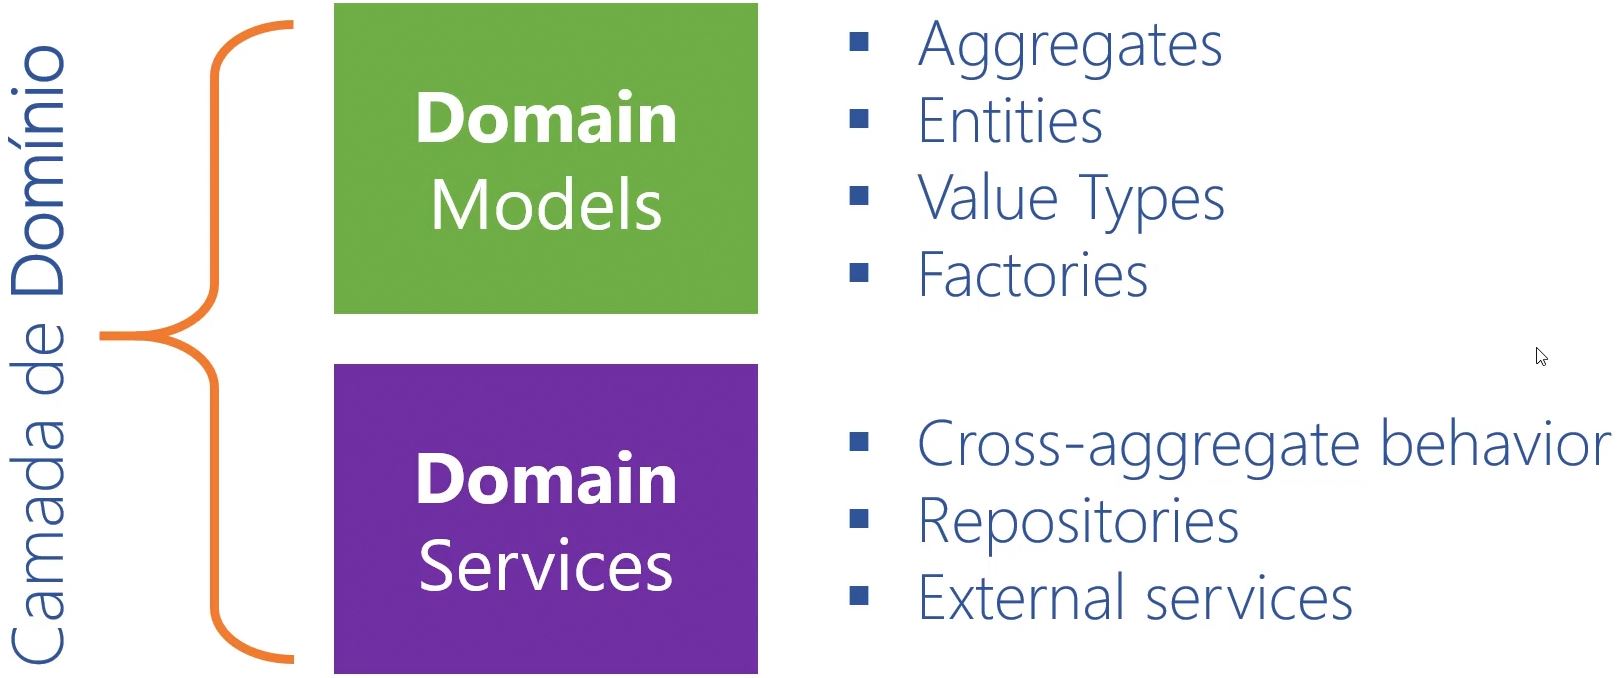 Camada de Domínio
Domain
Models
Aggregates
Entities
Value Types
Factories
Domain
Services
Cross-aggregate behavior
Repositories
External services